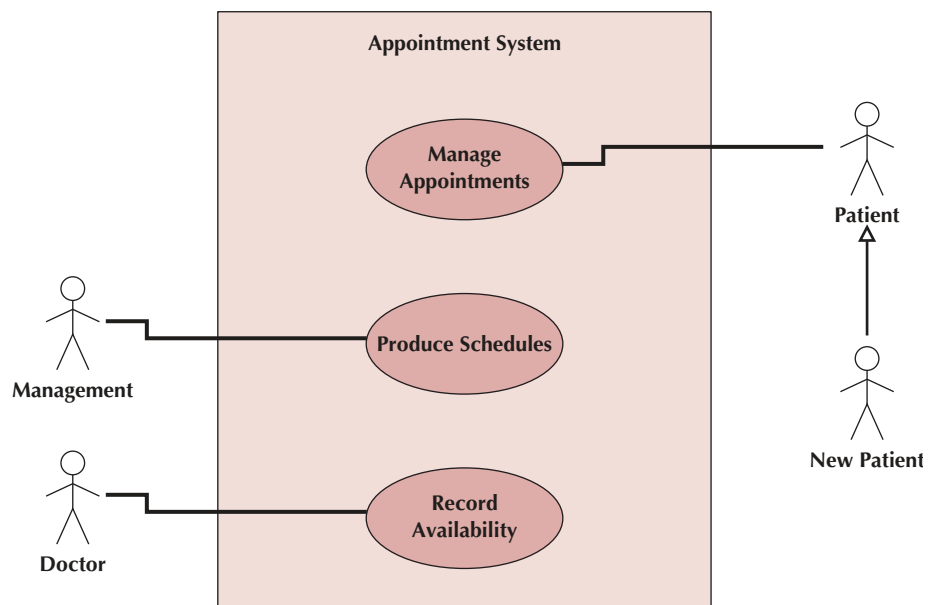 Appointment System
Manage
Appointments
Patient
Produce Schedules
Management
New Patient
Record
Availability
Doctor